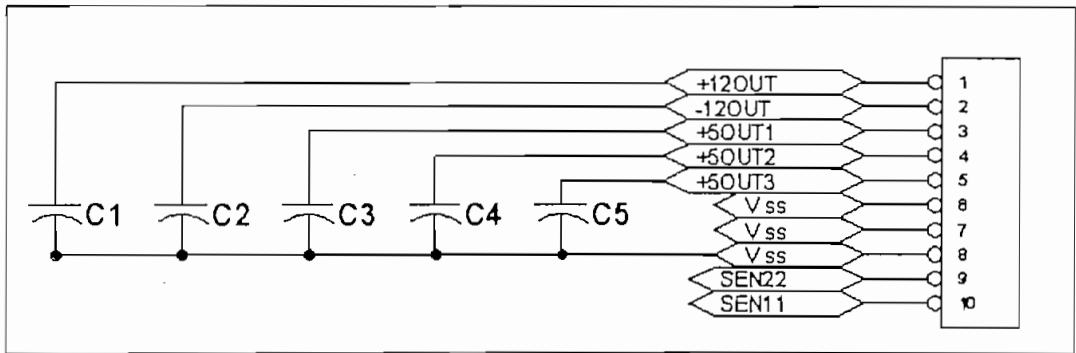 +12OUT 1
-12OUT 2
+5OUT1 3
+5OUT2 4
+5OUT3 5
C1 C2 C3 C4 C5 Vss 6
Vss 7
Vss 8
SEN22 9
SEN11 10